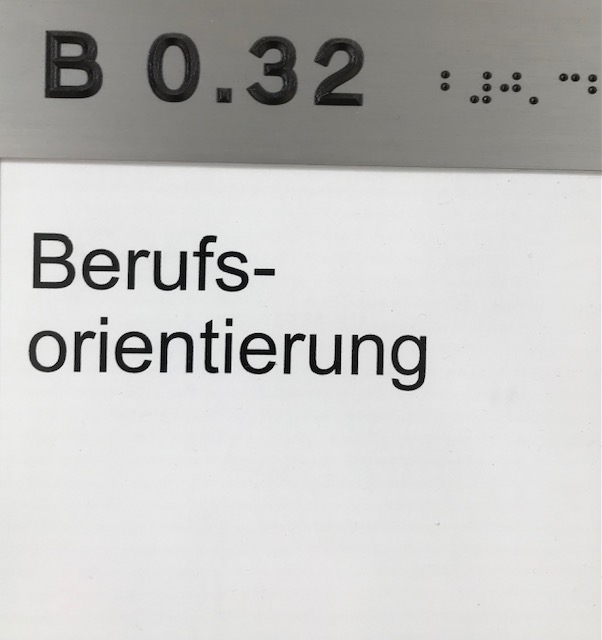 B 0.32
Berufs-
orientierung